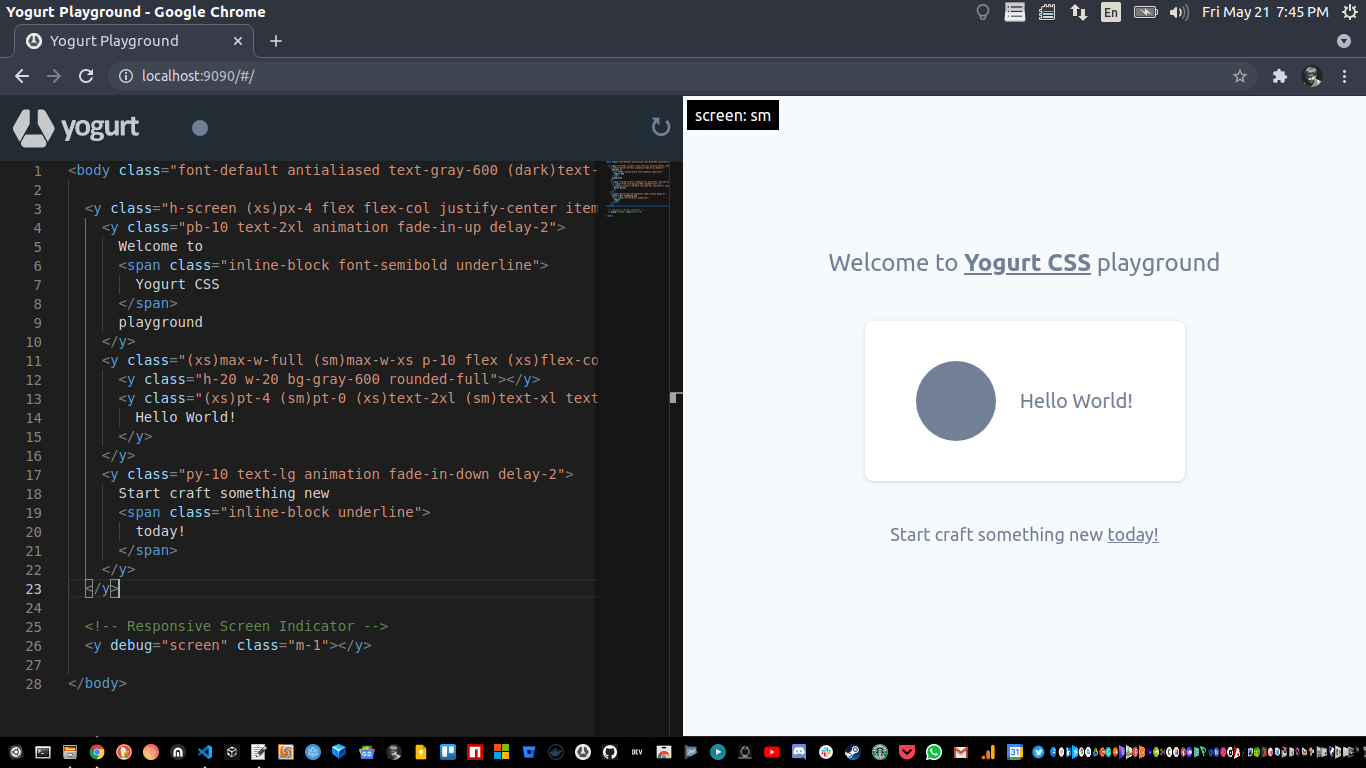 Yogurt Playground - Google Chrome
En
Fri May 21 7:45 PM
Yogurt Playground
localhost:9090/#/
yogurt
screen: sm
1 <body class="font-default antialiased text-gray-600 (dark)text-
2
3 <y class="h-screen (xs)px-4 flex flex-col justify-center item
4 <y class="pb-10 text-2xl animation fade-in-up delay-2">
5 Welcome to
6 <span class="inline-block font-semibold underline">
7 Yogurt CSS
8 </span>
9 playground
10 </y>
11 <y class="(xs)max-w-full (sm)max-w-xs p-10 flex (xs)flex-co
12 <y class="h-20 w-20 bg-gray-600 rounded-full"></y>
13 <y class="(xs)pt-4 (sm)pt-0 (xs)text-2xl (sm)text-xl text
14 Hello World!
15 </y>
16 </y>
17 <y class="py-10 text-lg animation fade-in-down delay-2">
18 Start craft something new
19 <span class="inline-block underline">
20 today!
21 </span>
22 </y>
23 </y>
24
25 <!-- Responsive Screen Indicator -->
26 <y debug="screen" class="m-1"></y>
27
28 </body>
Welcome to Yogurt CSS playground
Hello World!
Start craft something new today!
DEV
31